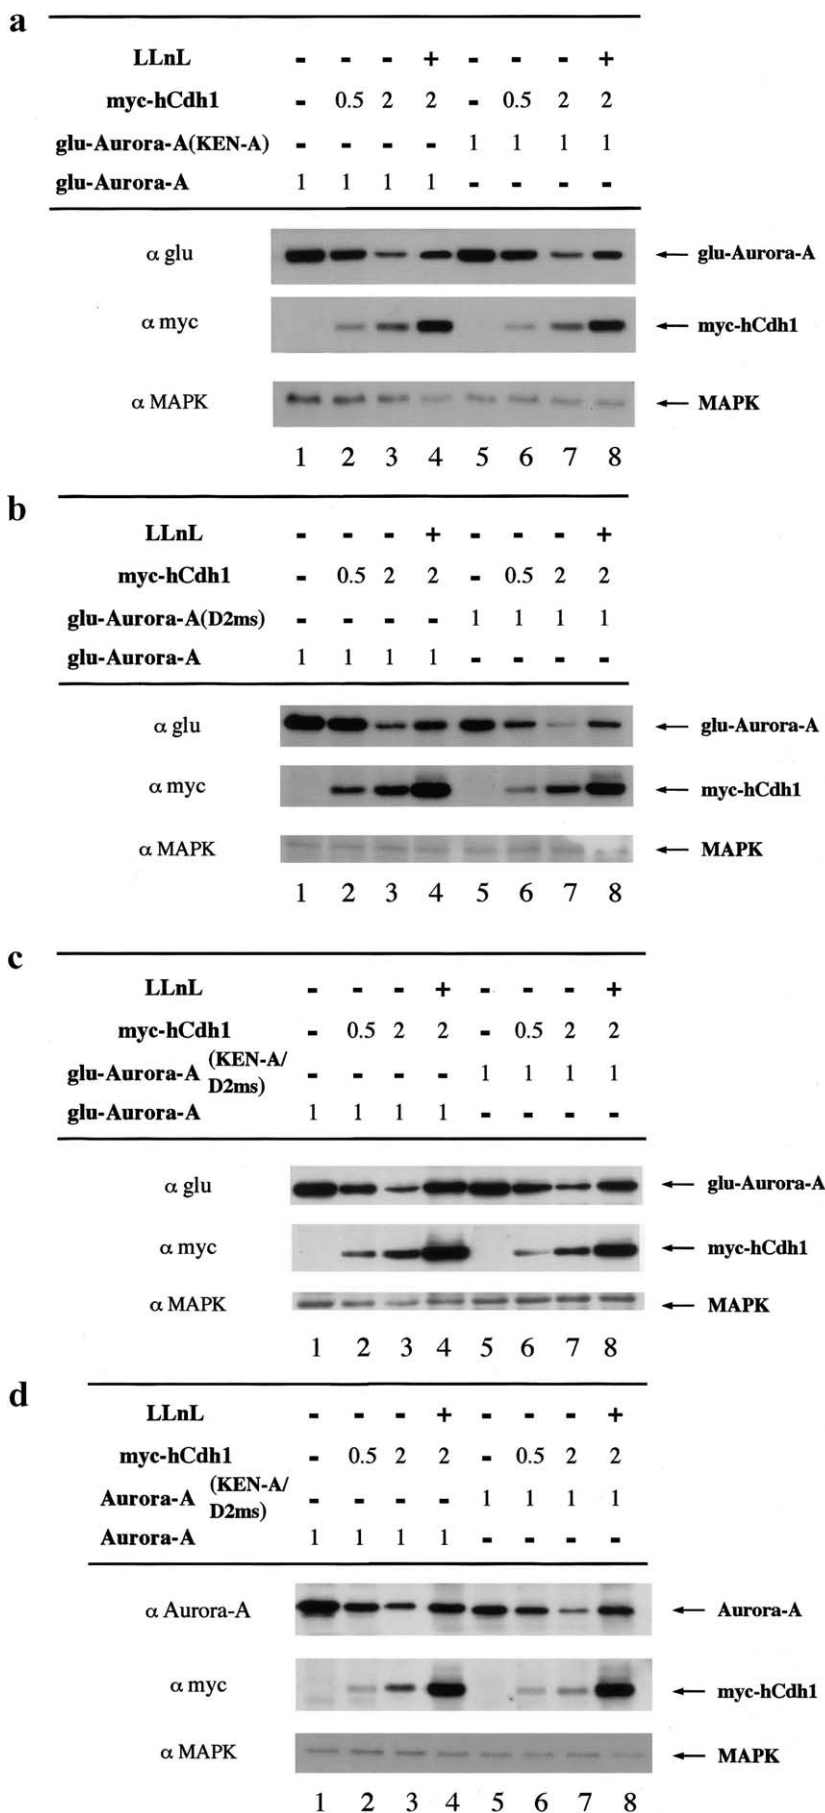 a
LLnL - - - + - - - +
myc-hCdh1 - 0.5 2 2 - 0.5 2 2
glu-Aurora-A(KEN-A) - - - - 1 1 1 1
glu-Aurora-A 1 1 1 1 - - - -
α glu ← glu-Aurora-A
α myc ← myc-hCdh1
α MAPK ← MAPK
1 2 3 4 5 6 7 8
b
LLnL - - - + - - - +
myc-hCdh1 - 0.5 2 2 - 0.5 2 2
glu-Aurora-A(D2ms) - - - - 1 1 1 1
glu-Aurora-A 1 1 1 1 - - - -
α glu ← glu-Aurora-A
α myc ← myc-hCdh1
α MAPK ← MAPK
1 2 3 4 5 6 7 8
c
LLnL - - - + - - - +
myc-hCdh1 - 0.5 2 2 - 0.5 2 2
glu-Aurora-A (KEN-A/
D2ms) - - - - 1 1 1 1
glu-Aurora-A 1 1 1 1 - - - -
α glu ← glu-Aurora-A
α myc ← myc-hCdh1
α MAPK ← MAPK
1 2 3 4 5 6 7 8
d
LLnL - - - + - - - +
myc-hCdh1 - 0.5 2 2 - 0.5 2 2
Aurora-A (KEN-A/
D2ms) - - - - 1 1 1 1
Aurora-A 1 1 1 1 - - - -
α Aurora-A ← Aurora-A
α myc ← myc-hCdh1
α MAPK ← MAPK
1 2 3 4 5 6 7 8